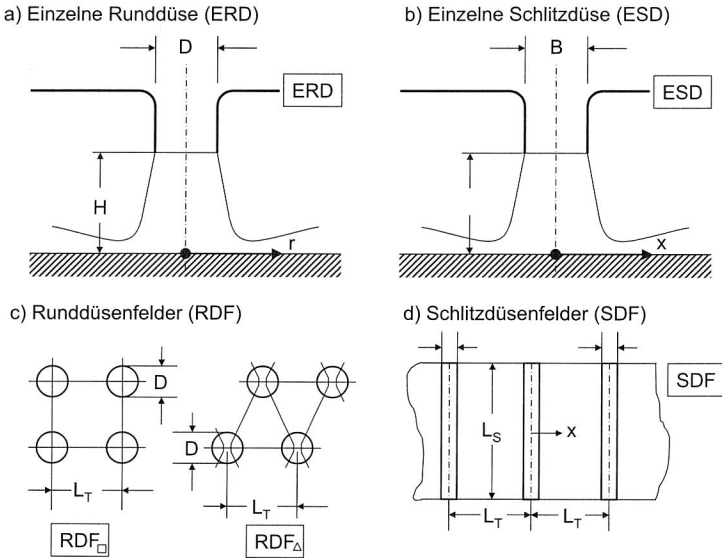 a) Einzelne Runddüse (ERD)
D
ERD
H
r
b) Einzelne Schlitzdüse (ESD)
B
ESD
x
c) Runddüsenfelder (RDF)
D
D
L_T
L_T
RDF□
RDF△
d) Schlitzdüsenfelder (SDF)
SDF
L_S
x
L_T
L_T